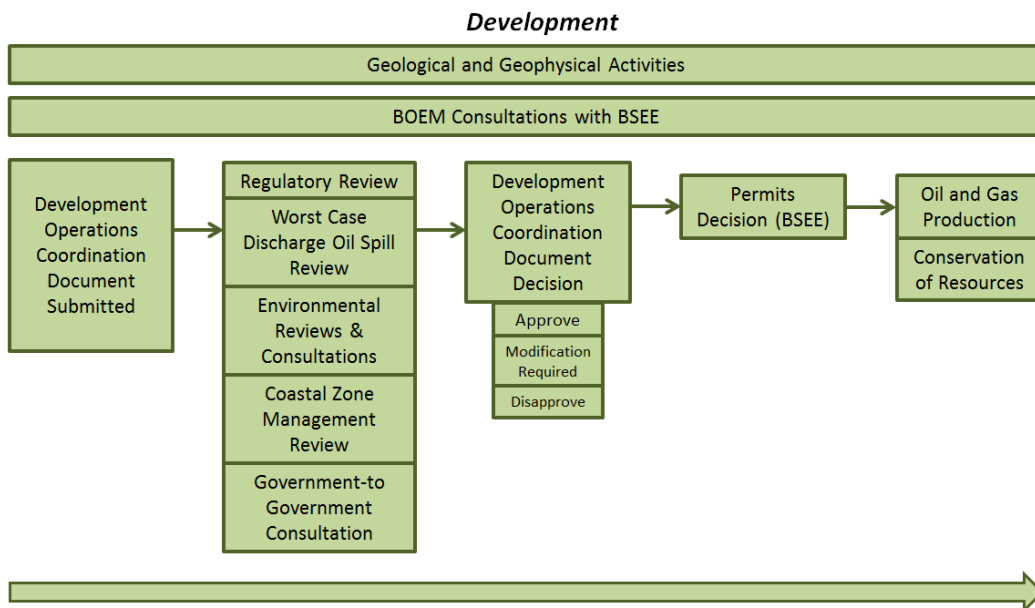 Development
Geological and Geophysical Activities
BOEM Consultations with BSEE
Development
Operations
Coordination
Document
Submitted
Regulatory Review
Worst Case
Discharge Oil Spill
Review
Environmental
Reviews &
Consultations
Coastal Zone
Management
Review
Government-to
Government
Consultation
Development
Operations
Coordination
Document
Decision
Approve
Modification
Required
Disapprove
Permits
Decision (BSEE)
Oil and Gas
Production
Conservation
of Resources